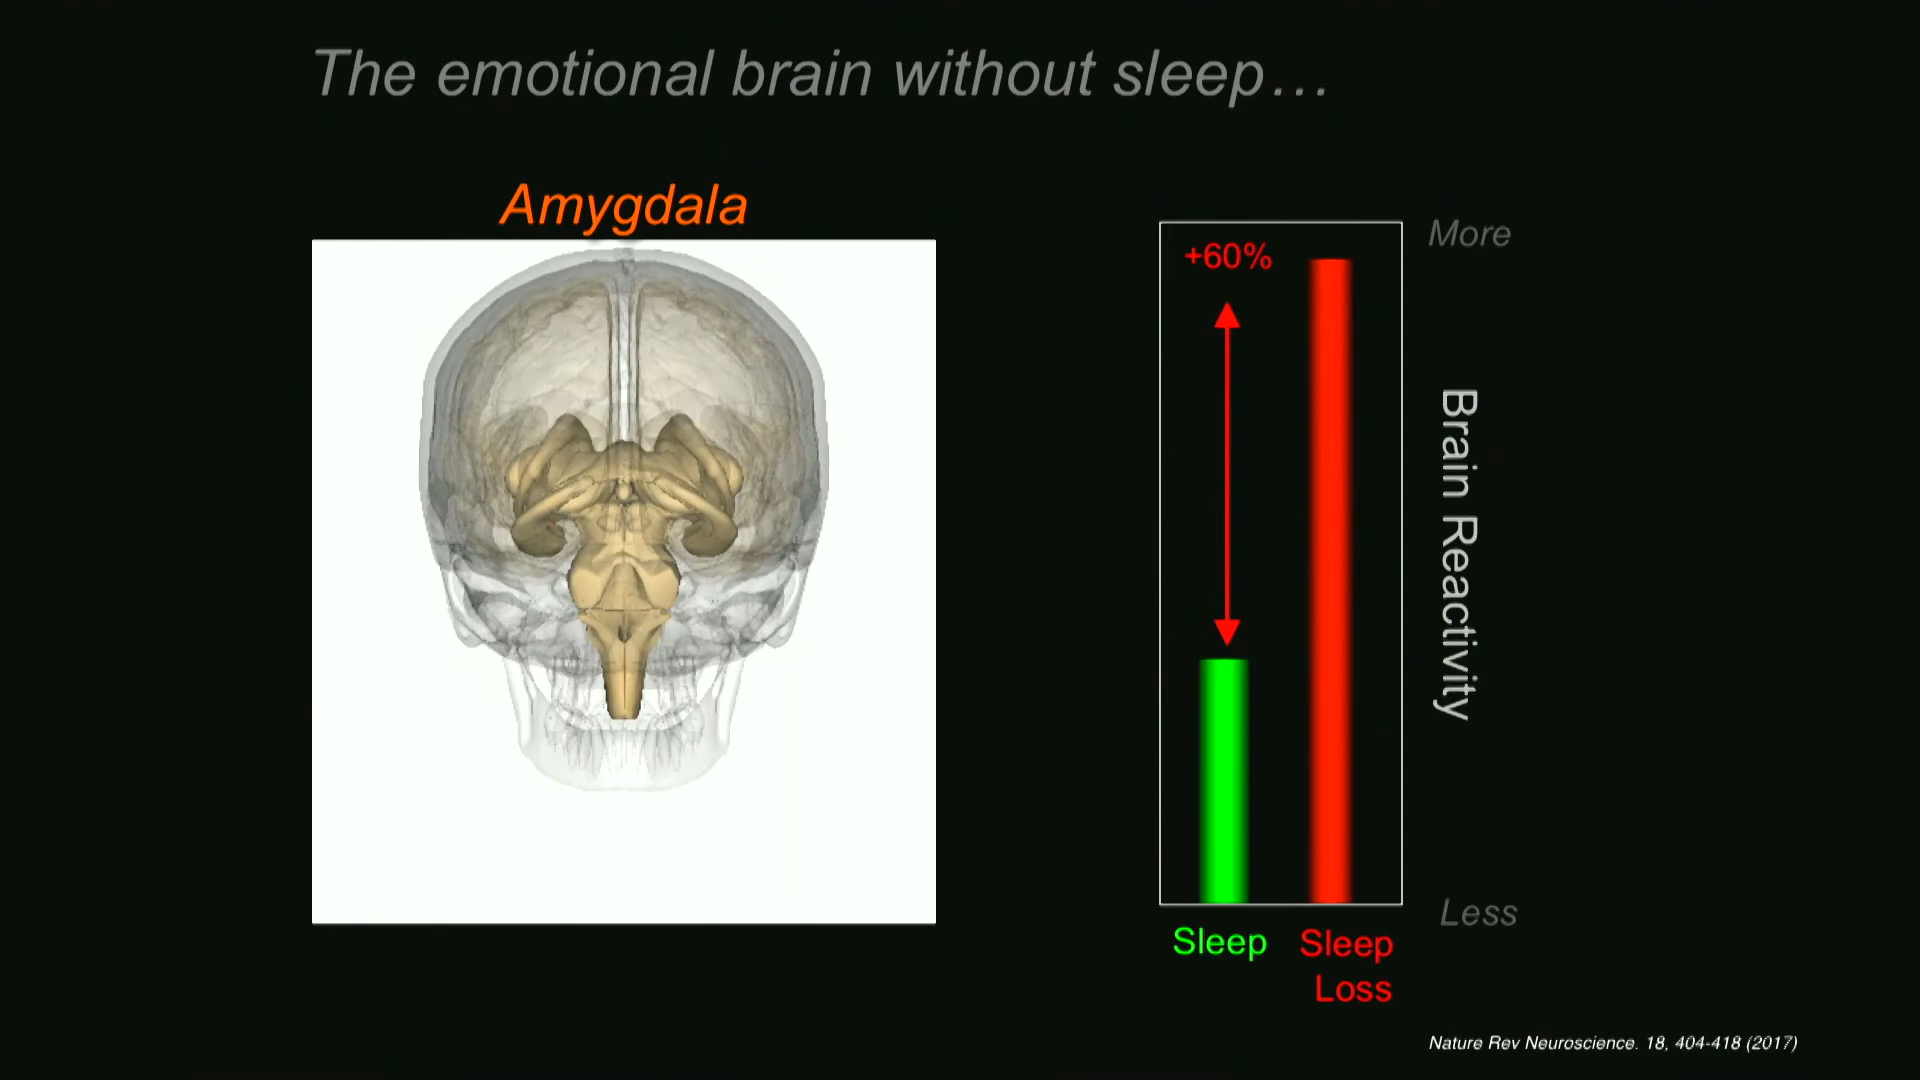 The emotional brain without sleep…
Amygdala
+60%
More
Brain Reactivity
Less
Sleep
Sleep
Loss
Nature Rev Neuroscience. 18, 404-418 (2017)